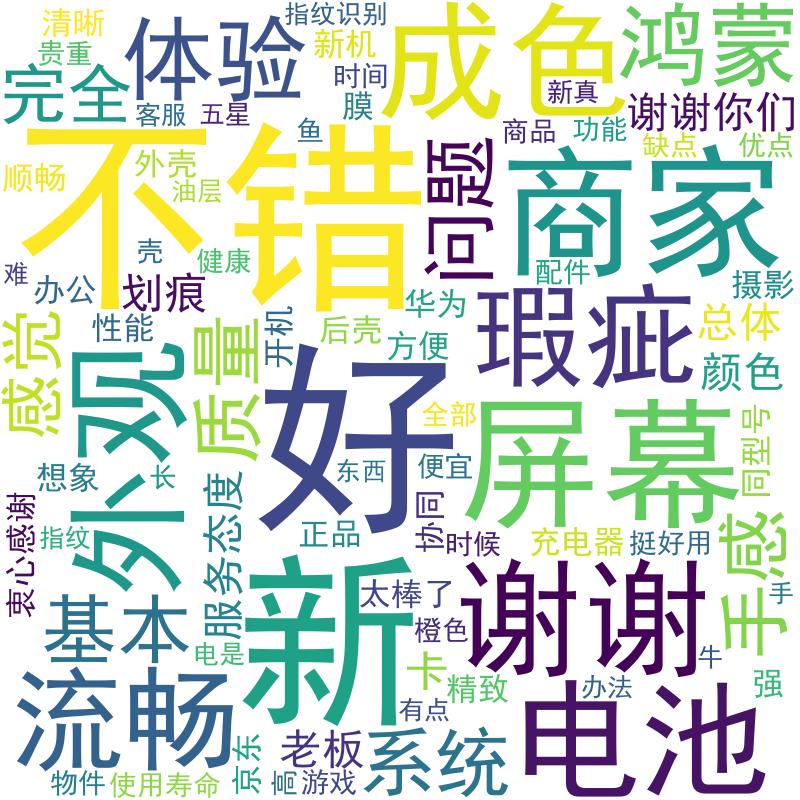 清晰
指纹识别
贵重
体验
新机
成色
鸿蒙
完全
时间
客服
五星
膜
新真
谢谢你们
鱼
商品
功能
缺点
优点
不错
问题
商家
顺畅
外壳
油层
壳
健康
难
办公
划痕
性能
开机
后壳
华为
方便
瑕疵
配件
摄影
总体
颜色
感觉
外观
质量
好
全部
屏幕
同型号
想象
长
东西
便宜
指纹
衷心感谢
服务态度
正品
协同
时候
充电器
挺好用
手感
手
基本
电是
新
太棒了
橙色
谢谢
牛
流畅
卡
精致
有点
办法
强
电池
物件
使用寿命
京东
老板
游戏
系统